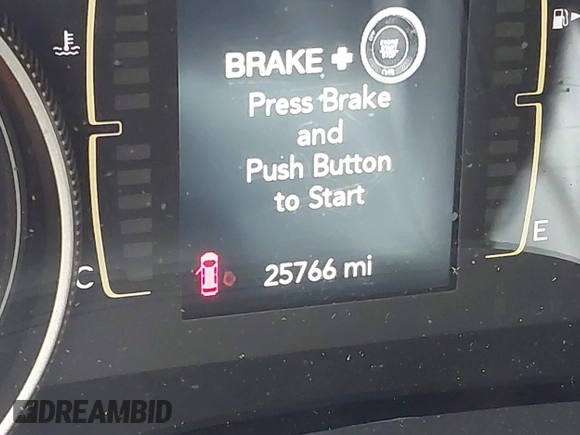 BRAKE +
Press Brake
and
Push Button
to Start
E
25766 mi
C
DREAMBID